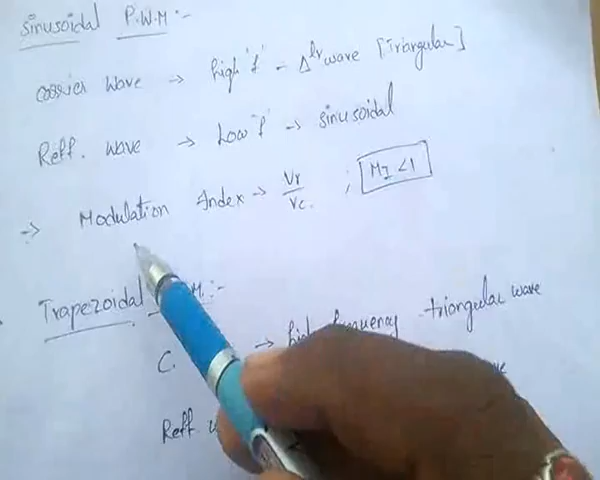 sinusoidal P.W.M :-
carrier wave → high 'f' - Δlr wave [Triangular]
Reff. wave → Low 'f' → sinusoidal
→ Modulation Index → Vr/Vc. ; MI < 1
Trapezoidal M :-
C. → high frequency triangular wave
Reff.